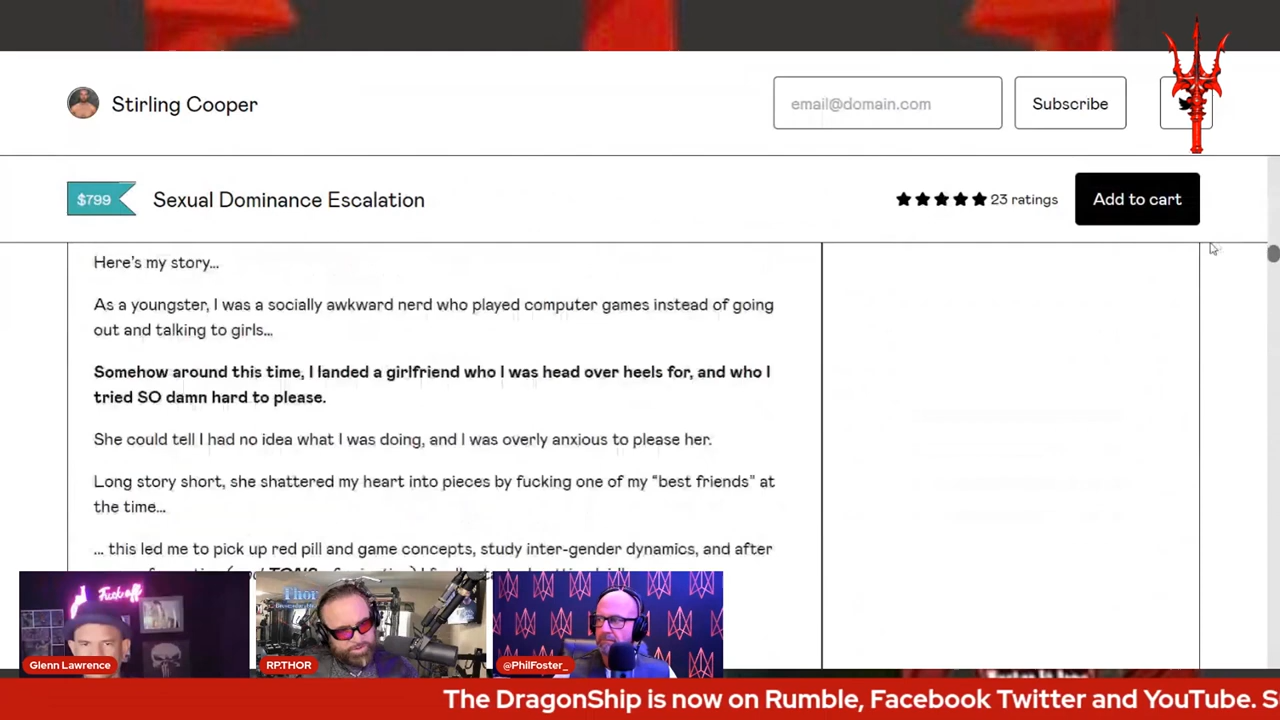 Stirling Cooper
email@domain.com
Subscribe
$799
Sexual Dominance Escalation
23 ratings
Add to cart
Here's my story...
As a youngster, I was a socially awkward nerd who played computer games instead of going
out and talking to girls...
Somehow around this time, I landed a girlfriend who I was head over heels for, and who I
tried SO damn hard to please.
She could tell I had no idea what I was doing, and I was overly anxious to please her.
Long story short, she shattered my heart into pieces by fucking one of my “best friends” at
the time...
... this led me to pick up red pill and game concepts, study inter-gender dynamics, and after
TONS
Fuck off
Thor
Glenn Lawrence
RP.THOR
@PhilFoster_
The DragonShip is now on Rumble, Facebook Twitter and YouTube. S